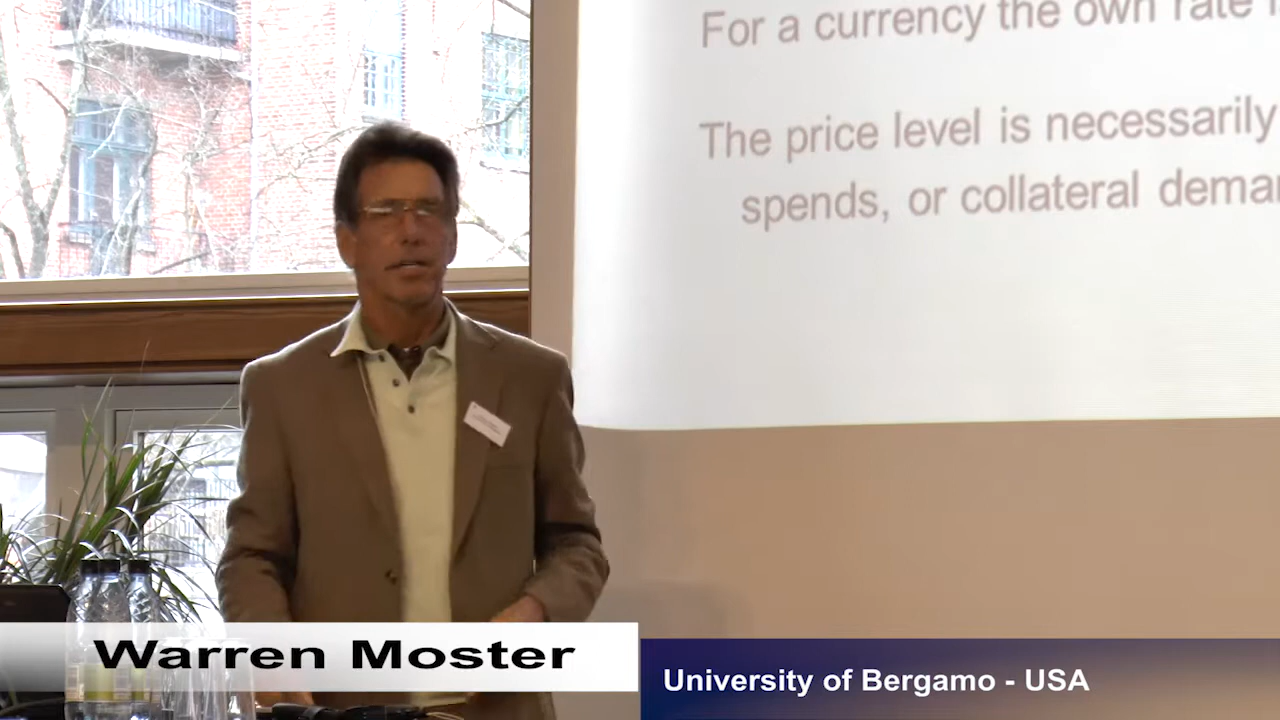 For a currency the own rate
The price level is necessarily
spends, or collateral deman
Warren Moster
University of Bergamo - USA